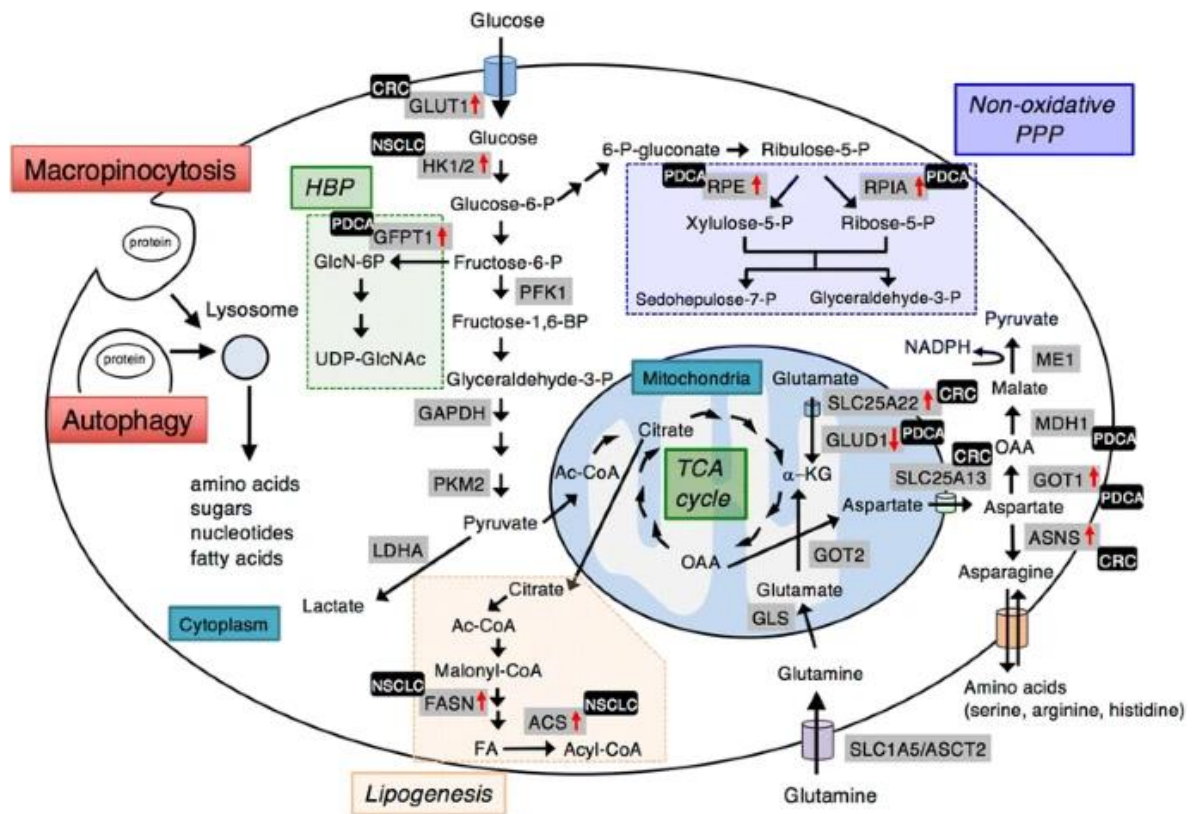 Glucose
CRC
GLUT1
Glucose
NSCLC
HK1/2
Glucose-6-P
Macropinocytosis
protein
HBP
PDCA
GFPT1
GlcN-6P
Fructose-6-P
PFK1
Fructose-1,6-BP
UDP-GlcNAc
Glyceraldehyde-3-P
GAPDH
PKM2
Pyruvate
LDHA
Lactate
Lysosome
protein
Autophagy
amino acids
sugars
nucleotides
fatty acids
Cytoplasm
Non-oxidative
PPP
6-P-gluconate
Ribulose-5-P
PDCA
RPE
RPIA
PDCA
Xylulose-5-P
Ribose-5-P
Sedohepulose-7-P
Glyceraldehyde-3-P
Pyruvate
NADPH
ME1
Malate
MDH1
PDCA
OAA
GOT1
PDCA
Aspartate
ASNS
CRC
Asparagine
Amino acids
(serine, arginine, histidine)
Mitochondria
Glutamate
SLC25A22
CRC
GLUD1
PDCA
CRC
SLC25A13
Citrate
Ac-CoA
TCA
cycle
α-KG
Aspartate
OAA
GOT2
Glutamate
GLS
Glutamine
SLC1A5/ASCT2
Glutamine
Citrate
Ac-CoA
Malonyl-CoA
NSCLC
FASN
NSCLC
ACS
FA
Acyl-CoA
Lipogenesis